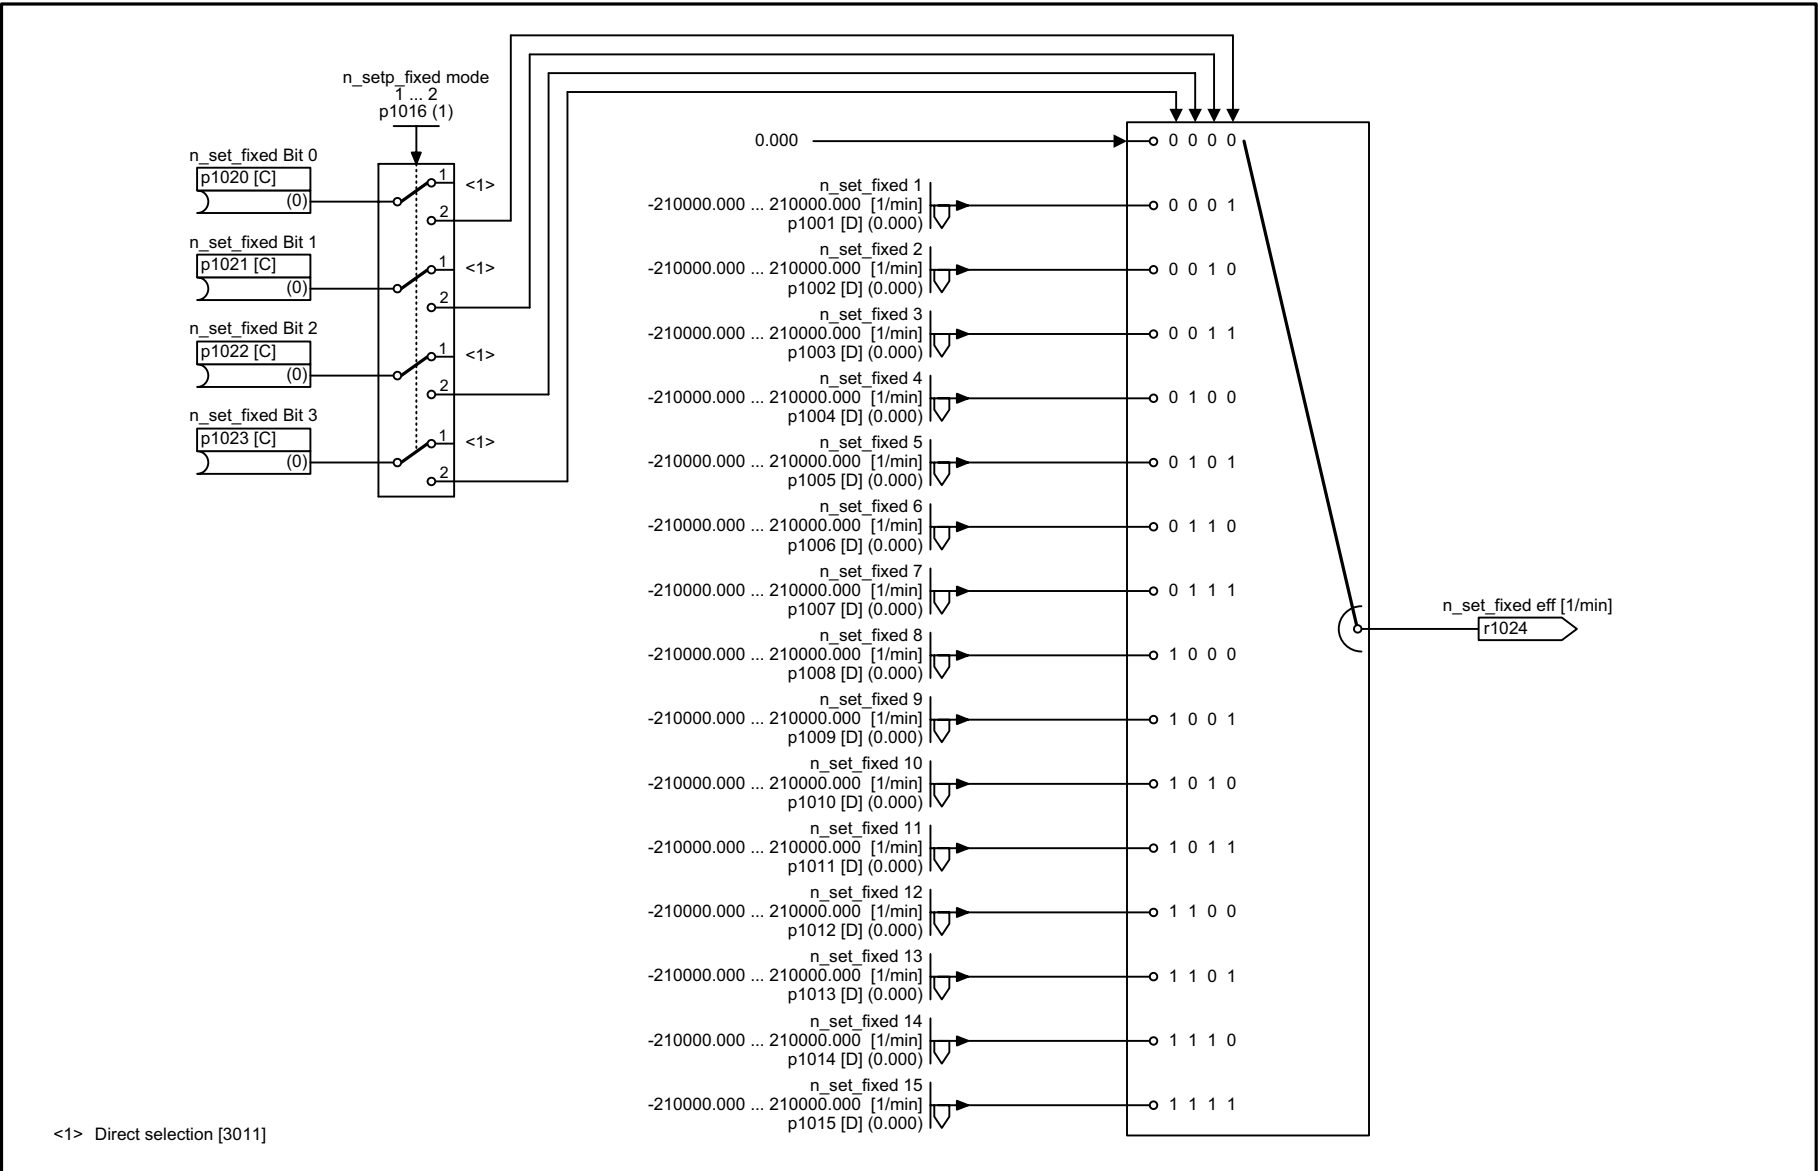 n_setp_fixed mode
1 ... 2
p1016 (1)
n_set_fixed Bit 0
p1020 [C]
(0)
1
<1>
2
n_set_fixed Bit 1
p1021 [C]
(0)
1
<1>
2
n_set_fixed Bit 2
p1022 [C]
(0)
1
<1>
2
n_set_fixed Bit 3
p1023 [C]
(0)
1
<1>
2
0.000
0 0 0 0
n_set_fixed 1
-210000.000 ... 210000.000 [1/min]
p1001 [D] (0.000)
0 0 0 1
n_set_fixed 2
-210000.000 ... 210000.000 [1/min]
p1002 [D] (0.000)
0 0 1 0
n_set_fixed 3
-210000.000 ... 210000.000 [1/min]
p1003 [D] (0.000)
0 0 1 1
n_set_fixed 4
-210000.000 ... 210000.000 [1/min]
p1004 [D] (0.000)
0 1 0 0
n_set_fixed 5
-210000.000 ... 210000.000 [1/min]
p1005 [D] (0.000)
0 1 0 1
n_set_fixed 6
-210000.000 ... 210000.000 [1/min]
p1006 [D] (0.000)
0 1 1 0
n_set_fixed 7
-210000.000 ... 210000.000 [1/min]
p1007 [D] (0.000)
0 1 1 1
n_set_fixed 8
-210000.000 ... 210000.000 [1/min]
p1008 [D] (0.000)
1 0 0 0
n_set_fixed 9
-210000.000 ... 210000.000 [1/min]
p1009 [D] (0.000)
1 0 0 1
n_set_fixed 10
-210000.000 ... 210000.000 [1/min]
p1010 [D] (0.000)
1 0 1 0
n_set_fixed 11
-210000.000 ... 210000.000 [1/min]
p1011 [D] (0.000)
1 0 1 1
n_set_fixed 12
-210000.000 ... 210000.000 [1/min]
p1012 [D] (0.000)
1 1 0 0
n_set_fixed 13
-210000.000 ... 210000.000 [1/min]
p1013 [D] (0.000)
1 1 0 1
n_set_fixed 14
-210000.000 ... 210000.000 [1/min]
p1014 [D] (0.000)
1 1 1 0
n_set_fixed 15
-210000.000 ... 210000.000 [1/min]
p1015 [D] (0.000)
1 1 1 1
n_set_fixed eff [1/min]
r1024
<1> Direct selection [3011]